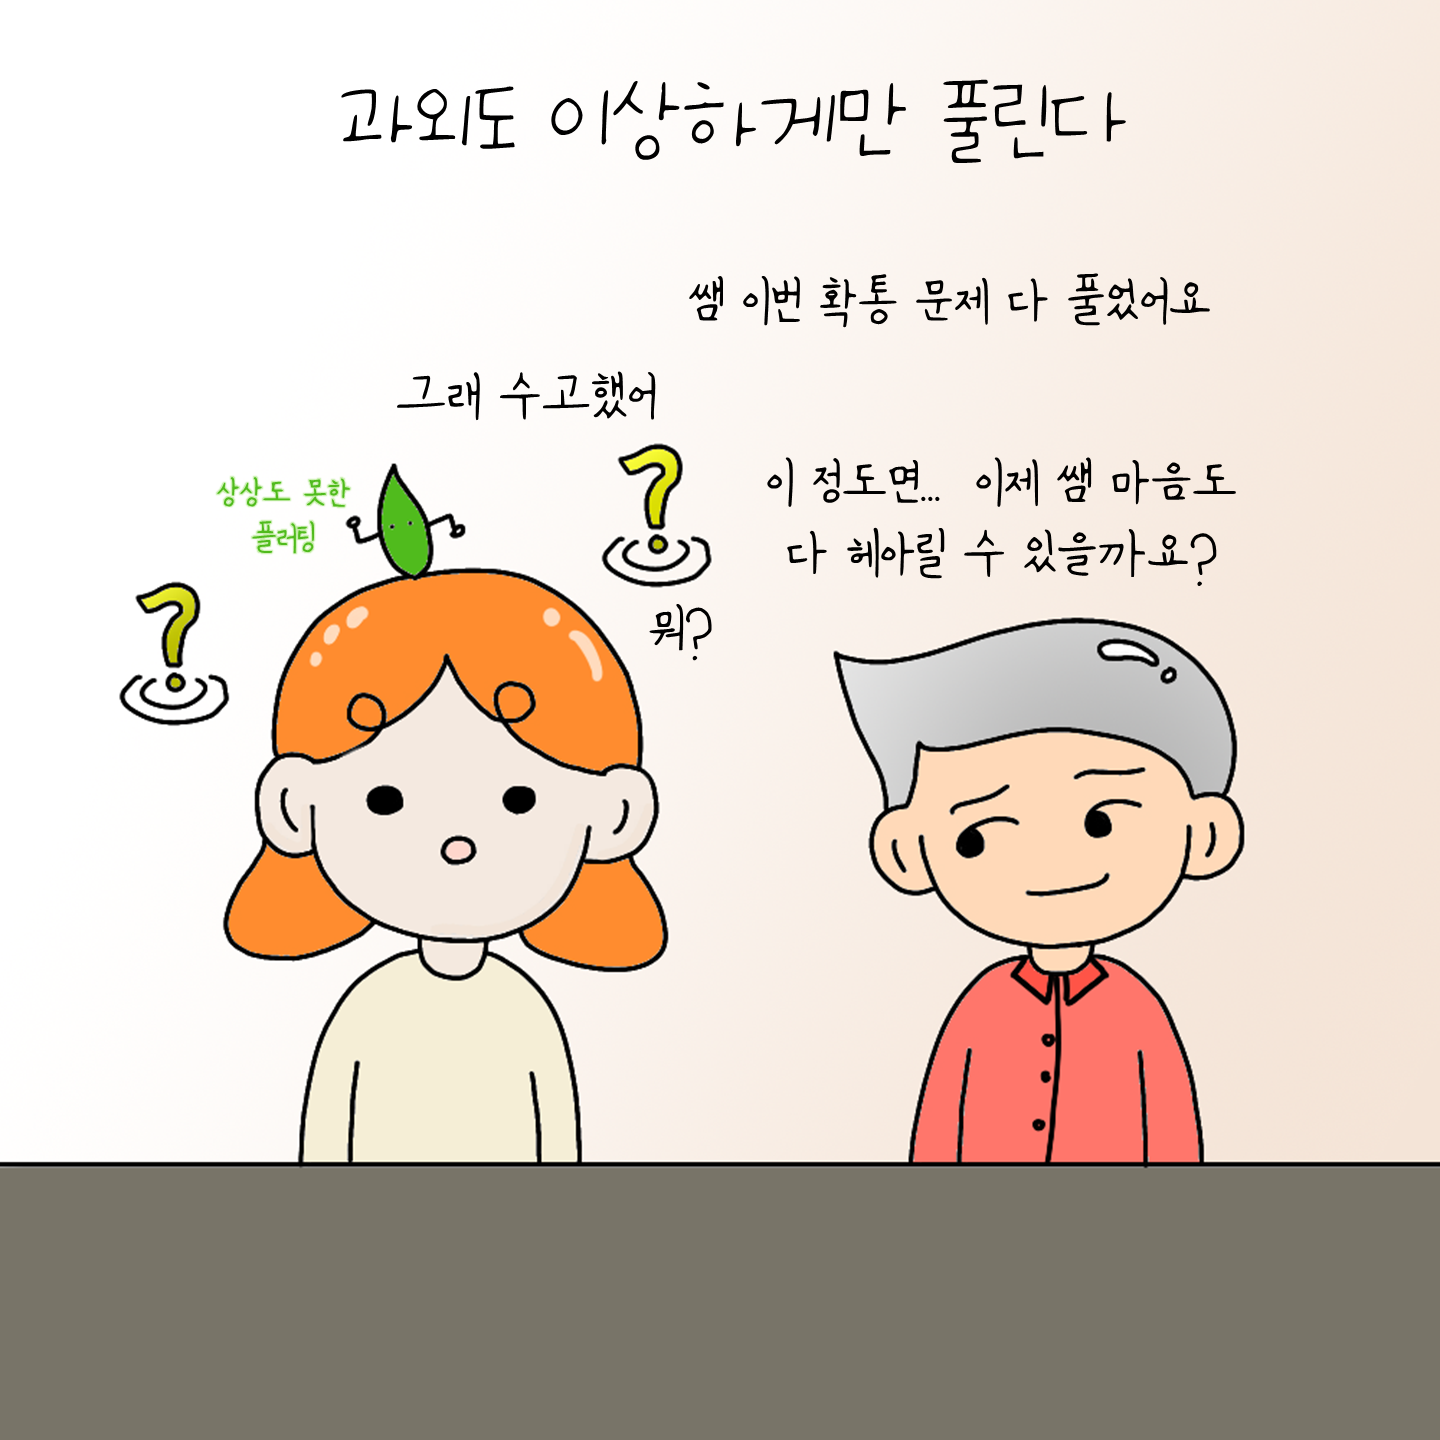 과외도 이상하게만 풀린다
쌤 이번 확통 문제 다 풀었어요
그래 수고했어
이 정도면... 이제 쌤 마음도
다 헤아릴 수 있을까요?
상상도 못한
플러팅
뭐?